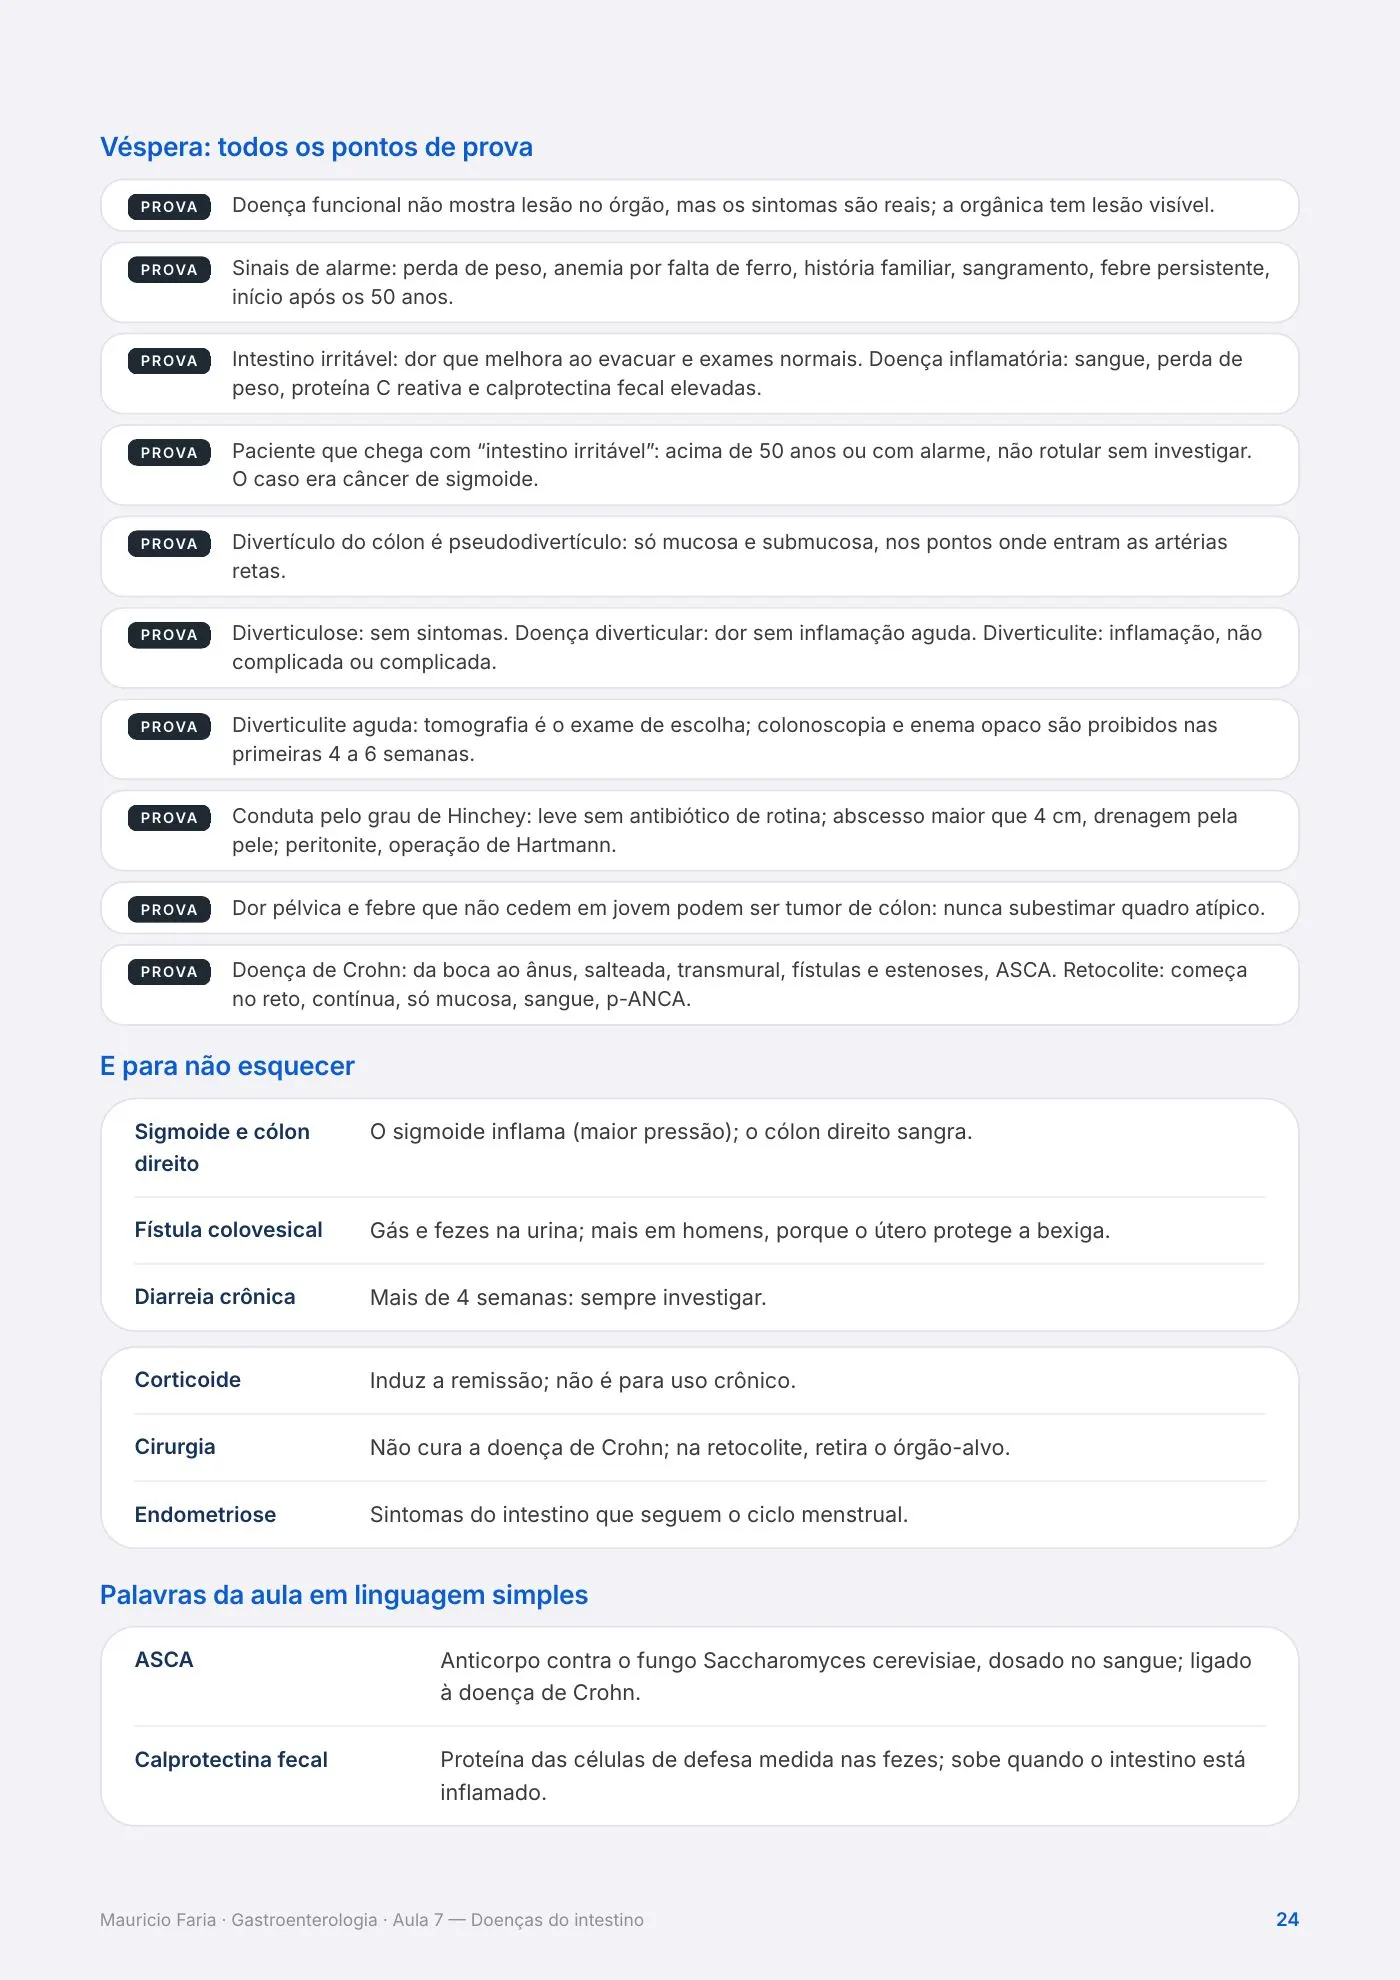 Véspera: todos os pontos de prova
PROVA Doença funcional não mostra lesão no órgão, mas os sintomas são reais; a orgânica tem lesão visível.
PROVA Sinais de alarme: perda de peso, anemia por falta de ferro, história familiar, sangramento, febre persistente,
início após os 50 anos.
PROVA Intestino irritável: dor que melhora ao evacuar e exames normais. Doença inflamatória: sangue, perda de
peso, proteína C reativa e calprotectina fecal elevadas.
PROVA Paciente que chega com “intestino irritável”: acima de 50 anos ou com alarme, não rotular sem investigar.
O caso era câncer de sigmoide.
PROVA Divertículo do cólon é pseudodivertículo: só mucosa e submucosa, nos pontos onde entram as artérias
retas.
PROVA Diverticulose: sem sintomas. Doença diverticular: dor sem inflamação aguda. Diverticulite: inflamação, não
complicada ou complicada.
PROVA Diverticulite aguda: tomografia é o exame de escolha; colonoscopia e enema opaco são proibidos nas
primeiras 4 a 6 semanas.
PROVA Conduta pelo grau de Hinchey: leve sem antibiótico de rotina; abscesso maior que 4 cm, drenagem pela
pele; peritonite, operação de Hartmann.
PROVA Dor pélvica e febre que não cedem em jovem podem ser tumor de cólon: nunca subestimar quadro atípico.
PROVA Doença de Crohn: da boca ao ânus, salteada, transmural, fístulas e estenoses, ASCA. Retocolite: começa
no reto, contínua, só mucosa, sangue, p-ANCA.
E para não esquecer
Sigmoide e cólon O sigmoide inflama (maior pressão); o cólon direito sangra.
direito
Fístula colovesical Gás e fezes na urina; mais em homens, porque o útero protege a bexiga.
Diarreia crônica Mais de 4 semanas: sempre investigar.
Corticoide Induz a remissão; não é para uso crônico.
Cirurgia Não cura a doença de Crohn; na retocolite, retira o órgão-alvo.
Endometriose Sintomas do intestino que seguem o ciclo menstrual.
Palavras da aula em linguagem simples
ASCA Anticorpo contra o fungo Saccharomyces cerevisiae, dosado no sangue; ligado
à doença de Crohn.
Calprotectina fecal Proteína das células de defesa medida nas fezes; sobe quando o intestino está
inflamado.
Mauricio Faria · Gastroenterologia · Aula 7 — Doenças do intestino 24